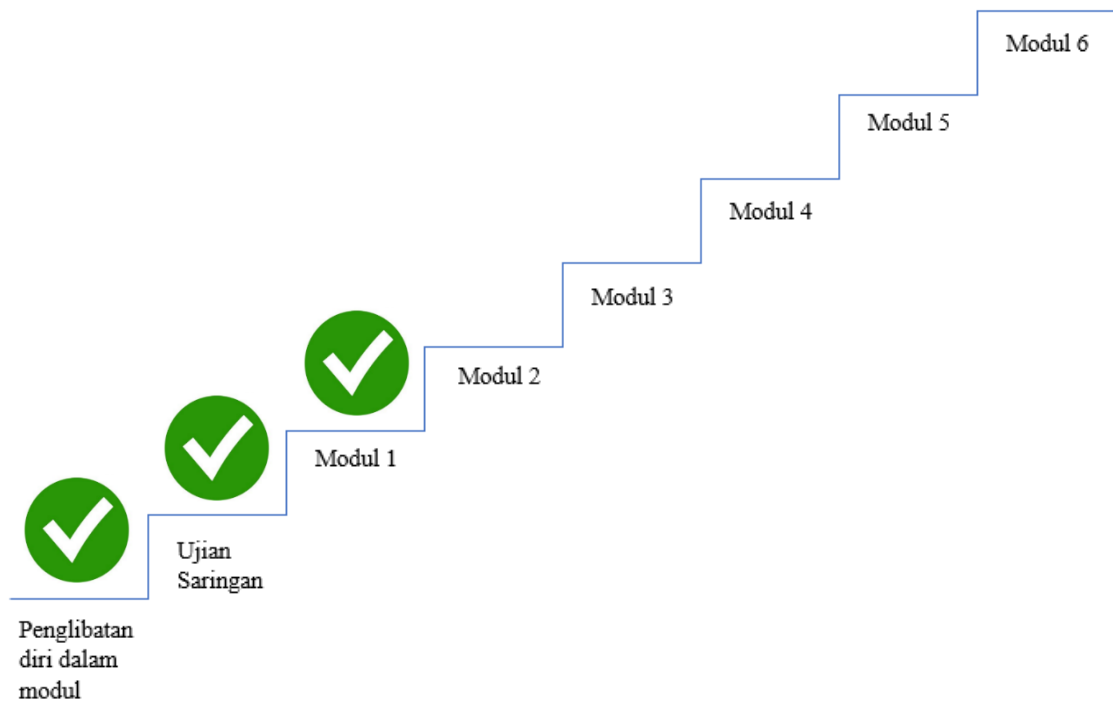 Modul 6
Modul 5
Modul 4
Modul 3
Modul 2
Modul 1
Ujian
Saringan
Penglibatan
diri dalam
modul